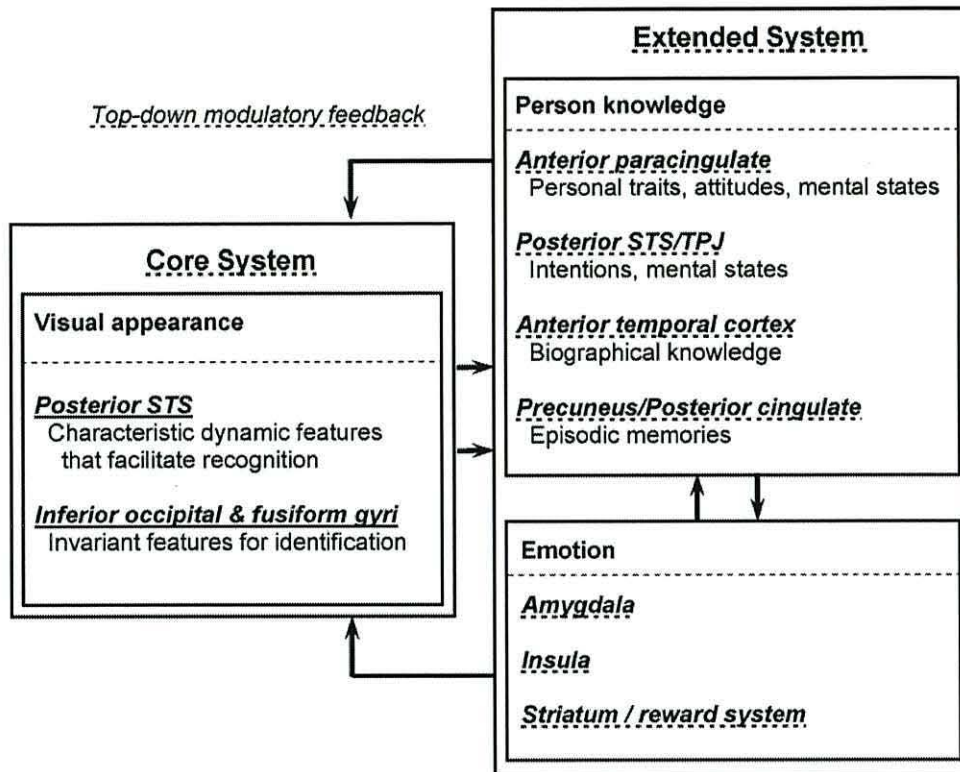 Extended System
Top-down modulatory feedback
Person knowledge
Anterior paracingulate
Personal traits, attitudes, mental states
Posterior STS/TPJ
Intentions, mental states
Anterior temporal cortex
Biographical knowledge
Precuneus/Posterior cingulate
Episodic memories
Core System
Visual appearance
Posterior STS
Characteristic dynamic features
that facilitate recognition
Inferior occipital & fusiform gyri
Invariant features for identification
Emotion
Amygdala
Insula
Striatum / reward system